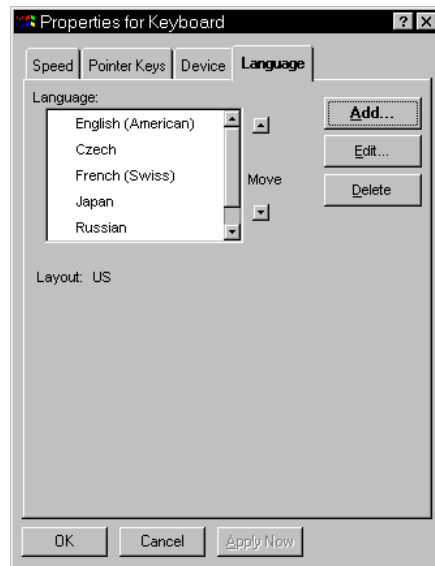 Properties for Keyboard
Speed Pointer Keys Device Language
Language:
English (American)
Czech
French (Swiss)
Japan
Russian
Move
Add...
Edit...
Delete
Layout: US
OK Cancel Apply Now